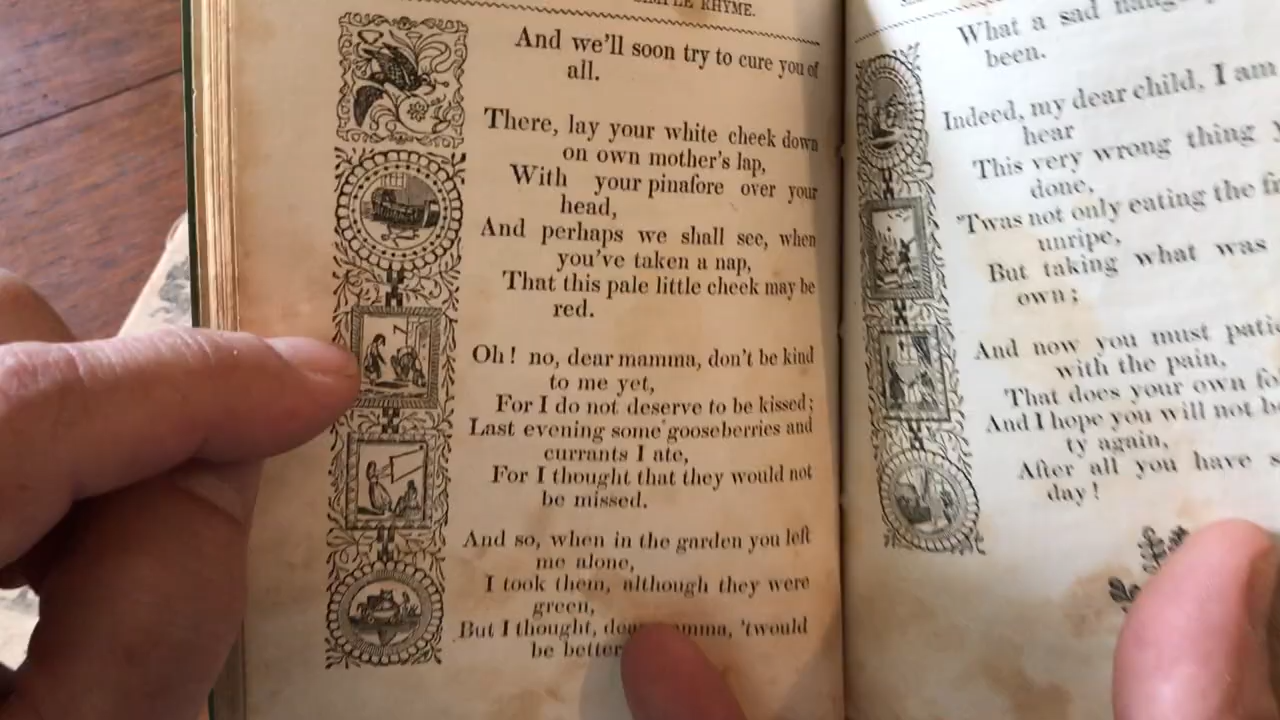 RHYME.
And we'll soon try to cure you of
all.
There, lay your white cheek down
on own mother's lap,
With your pinafore over your
head,
And perhaps we shall see, when
you've taken a nap,
That this pale little cheek may be
red.
Oh! no, dear mamma, don't be kind
to me yet,
For I do not deserve to be kissed;
Last evening some gooseberries and
currants I ate,
For I thought that they would not
be missed.
And so, when in the garden you left
me alone,
I took them, although they were
green,
But I thought, 'twould
be better
What a sad
been.
Indeed, my dear child, I am
hear
This very wrong thing
done,
'Twas not only eating the
unripe,
But taking what was
own;
And now you must
with the pain,
That does your own
And I hope you will not
ty again,
After all you have
day!